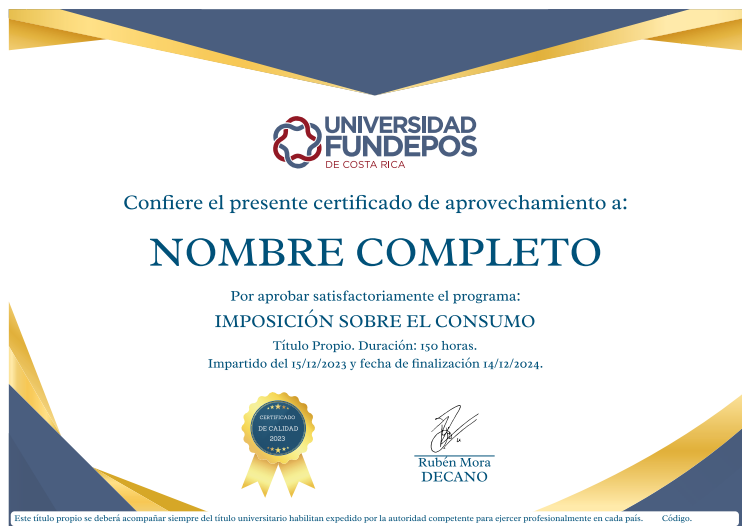 UNIVERSIDAD
FUNDEPOS
DE COSTA RICA
Confiere el presente certificado de aprovechamiento a:
NOMBRE COMPLETO
Por aprobar satisfactoriamente el programa:
IMPOSICIÓN SOBRE EL CONSUMO
Título Propio. Duración: 150 horas.
Impartido del 15/12/2023 y fecha de finalización 14/12/2024.
CERTIFICADO
DE CALIDAD
2023
Rubén Mora
DECANO
Este título propio se deberá acompañar siempre del título universitario habilitan expedido por la autoridad competente para ejercer profesionalmente en cada país. Código.